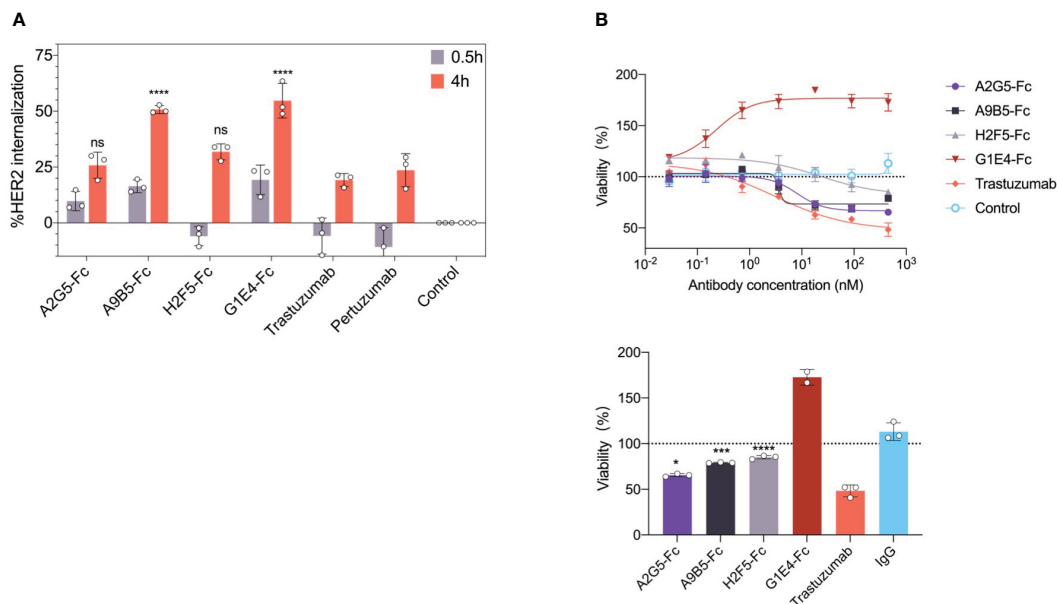 A
%HER2 internalization
75
50
25
0
0.5h
4h
ns
****
ns
****
A2G5-Fc
A9B5-Fc
H2F5-Fc
G1E4-Fc
Trastuzumab
Pertuzumab
Control
B
Viability (%)
200
150
100
50
10-2
10-1
100
101
102
103
Antibody concentration (nM)
A2G5-Fc
A9B5-Fc
H2F5-Fc
G1E4-Fc
Trastuzumab
Control
Viability (%)
200
150
100
50
0
*
***
****
A2G5-Fc
A9B5-Fc
H2F5-Fc
G1E4-Fc
Trastuzumab
IgG